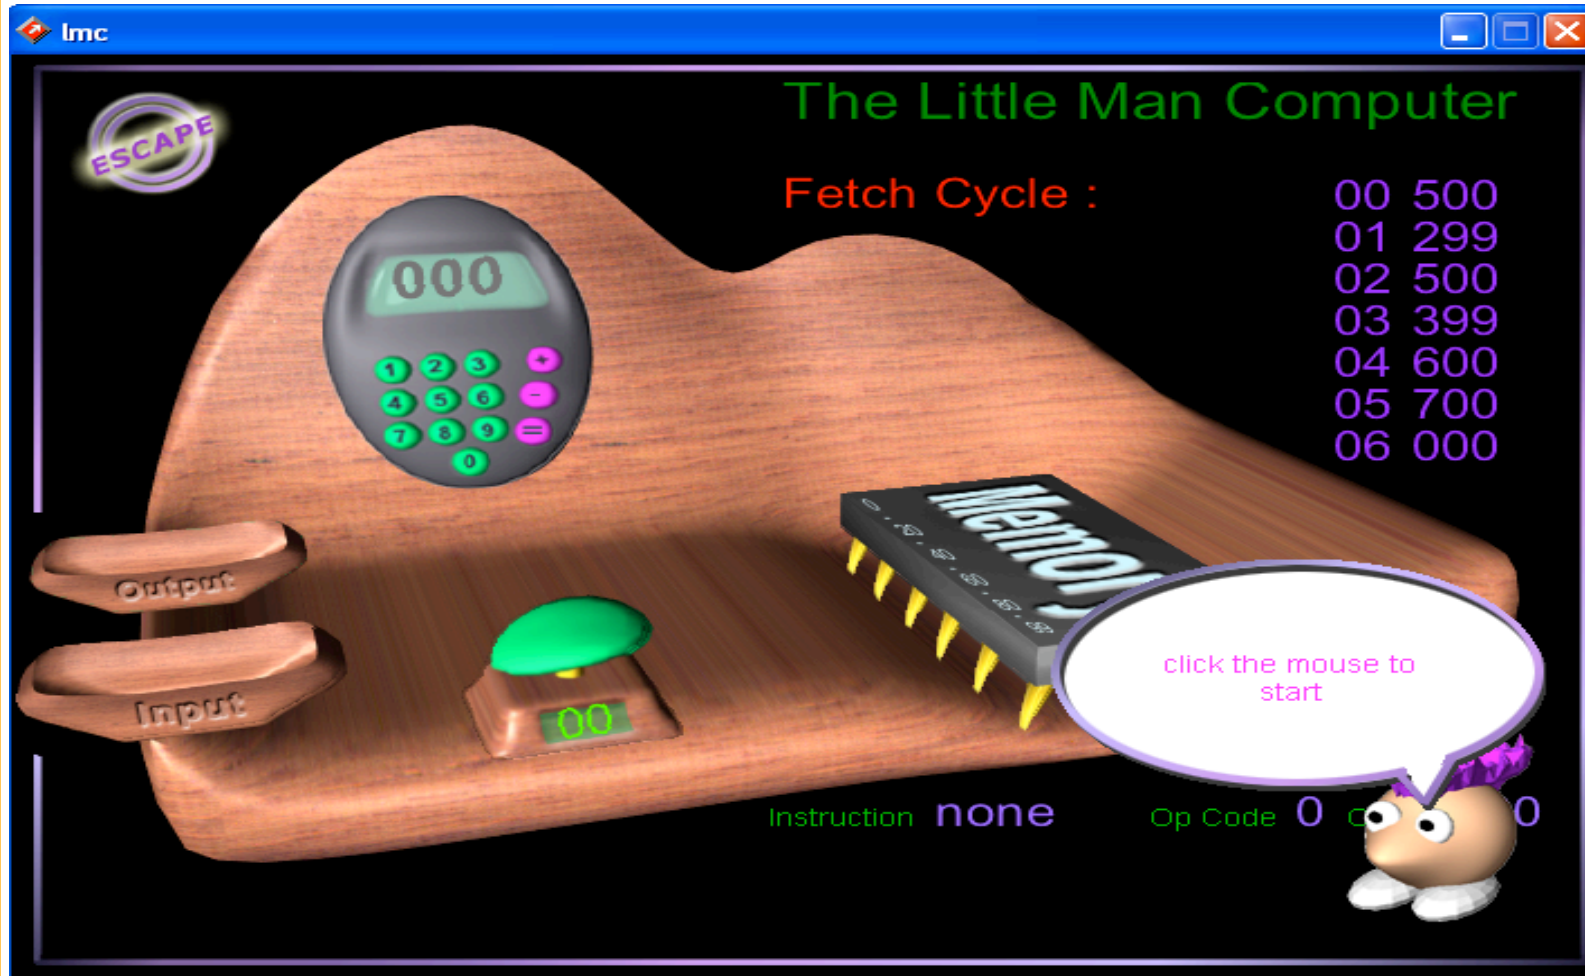 lmc
ESCAPE
The Little Man Computer
Fetch Cycle :
00 500
01 299
02 500
03 399
04 600
05 700
06 000
000
1 2 3 +
4 5 6 -
7 8 9 =
0
Memory
Output
Input
00
click the mouse to
start
Instruction none
Op Code 0
0